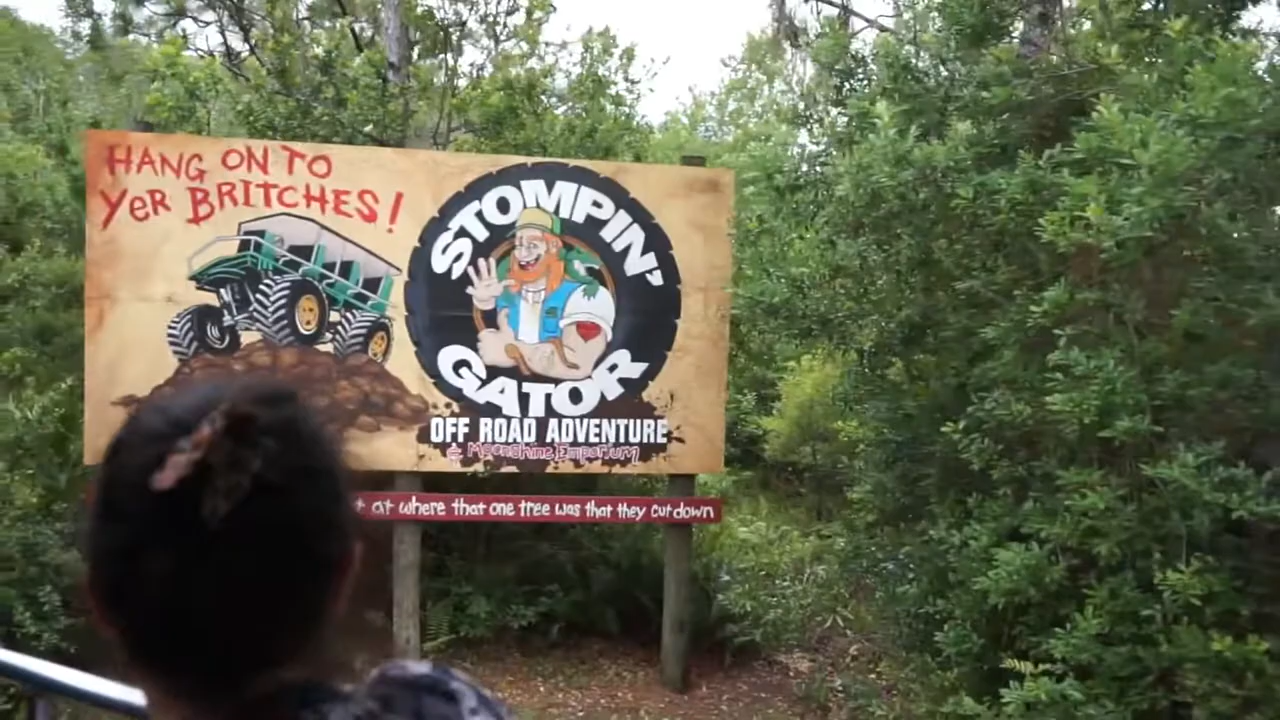 HANG ON TO
Yer BRITCHES!
STOMPIN'
GATOR
OFF ROAD ADVENTURE
& Moonshine Emporium
at where that one tree was that they cut down